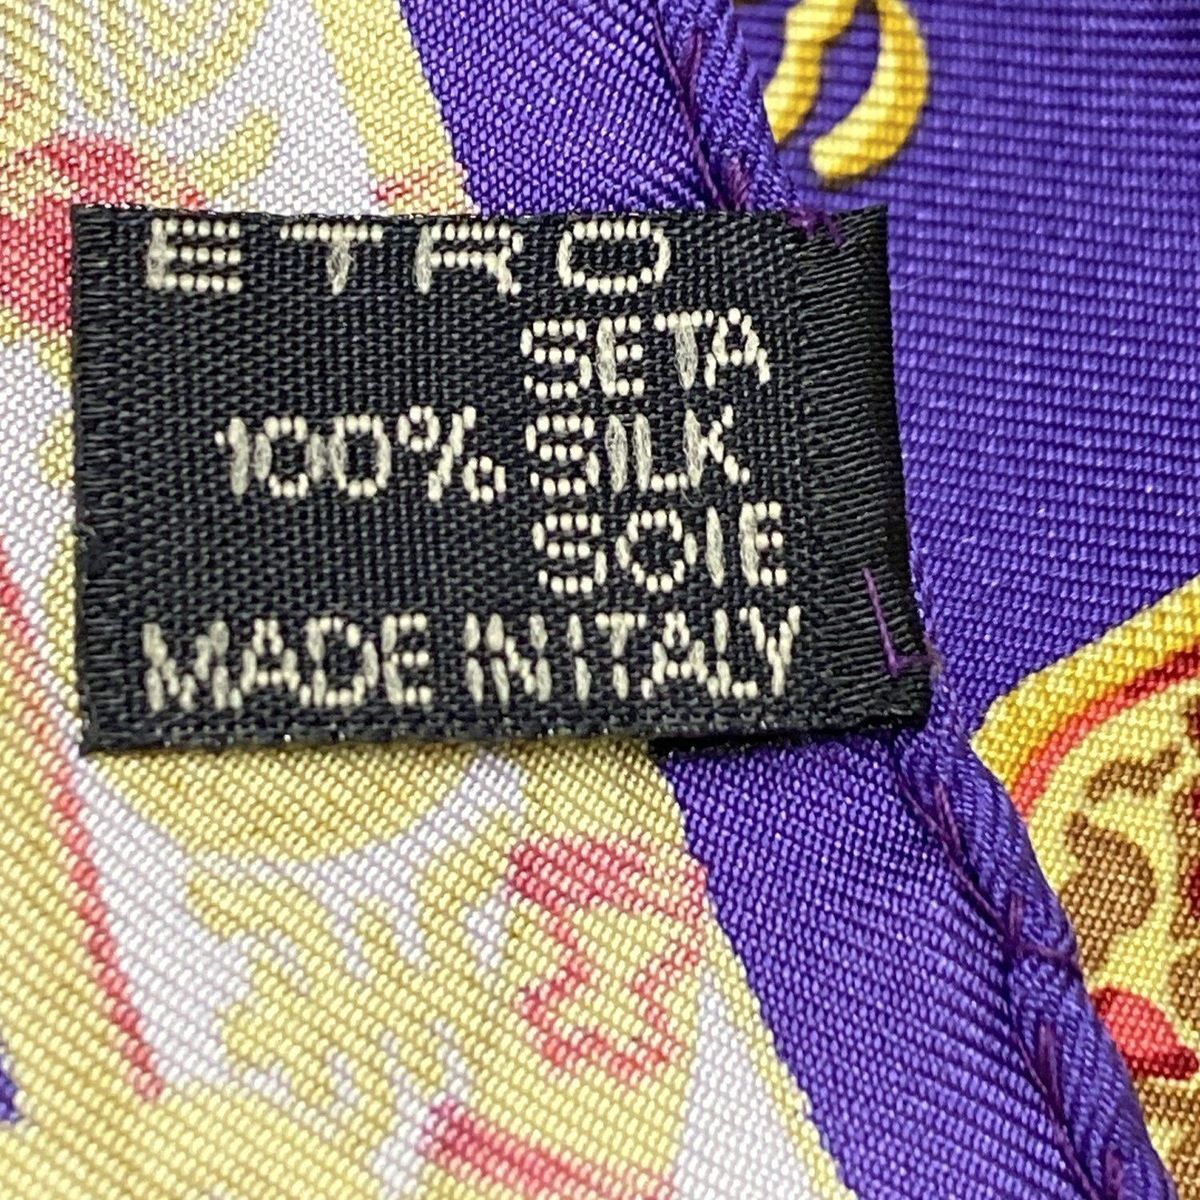 ETRO
SETA
100% SILK
SOIE
MADE IN ITALY